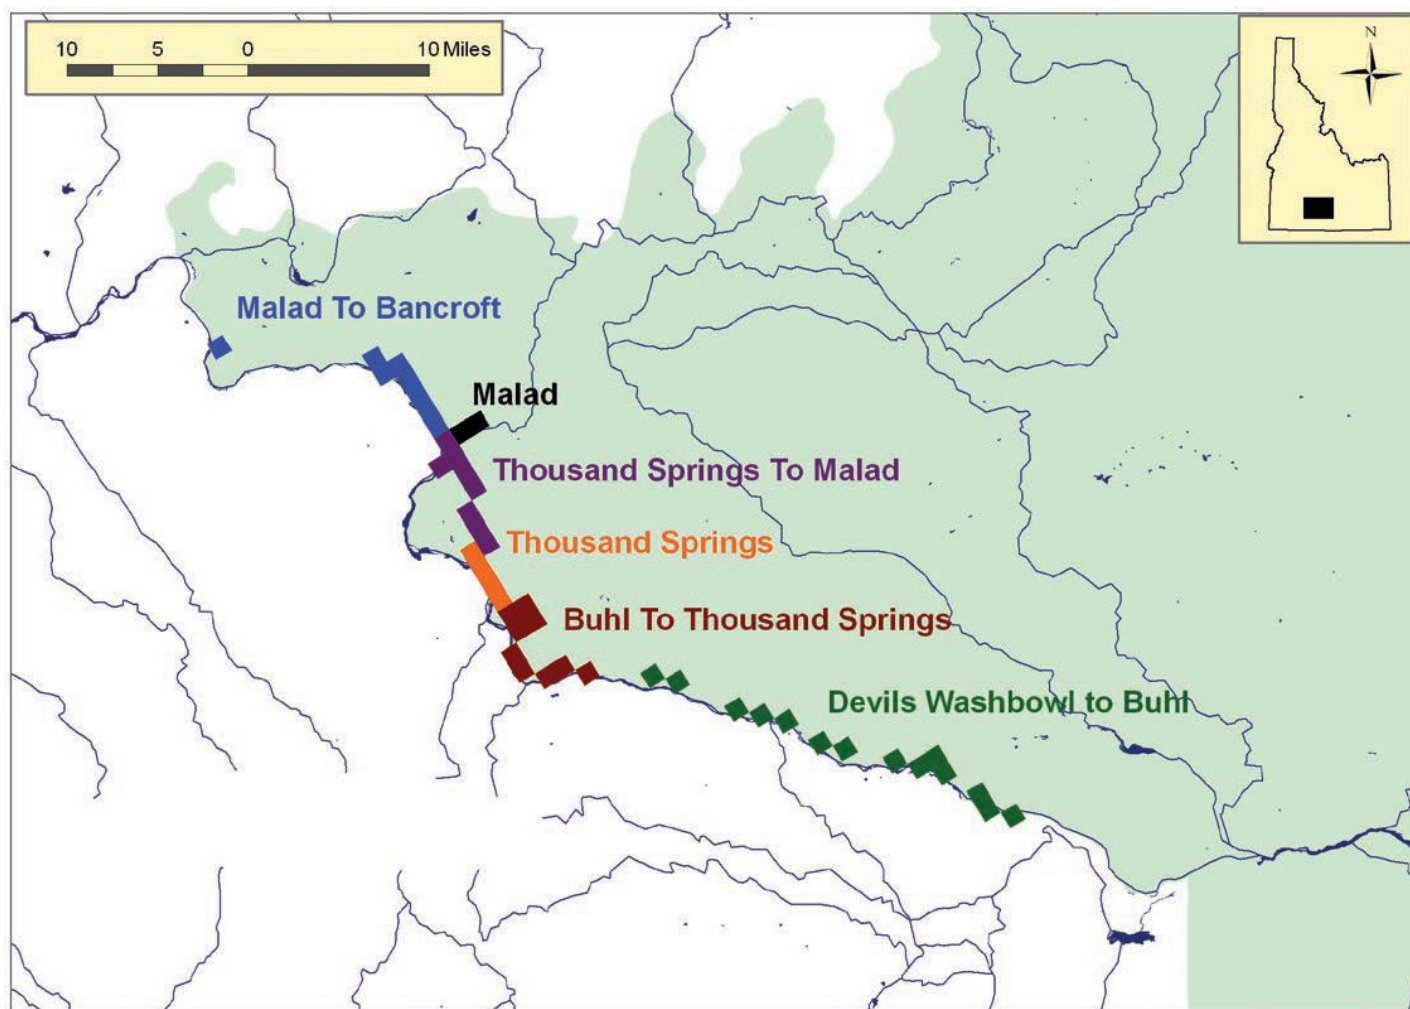 10 5 0 10 Miles
N
Malad To Bancroft
Malad
Thousand Springs To Malad
Thousand Springs
Buhl To Thousand Springs
Devils Washbowl to Buhl